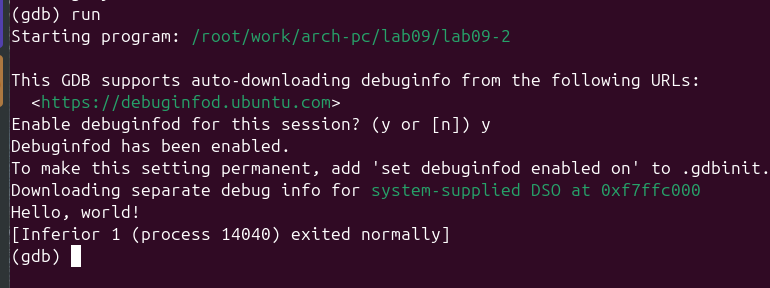 (gdb) run
Starting program: /root/work/arch-pc/lab09/lab09-2
This GDB supports auto-downloading debuginfo from the following URLs:
  <https://debuginfod.ubuntu.com>
Enable debuginfod for this session? (y or [n]) y
Debuginfod has been enabled.
To make this setting permanent, add 'set debuginfod enabled on' to .gdbinit.
Downloading separate debug info for system-supplied DSO at 0xf7ffc000
Hello, world!
[Inferior 1 (process 14040) exited normally]
(gdb)